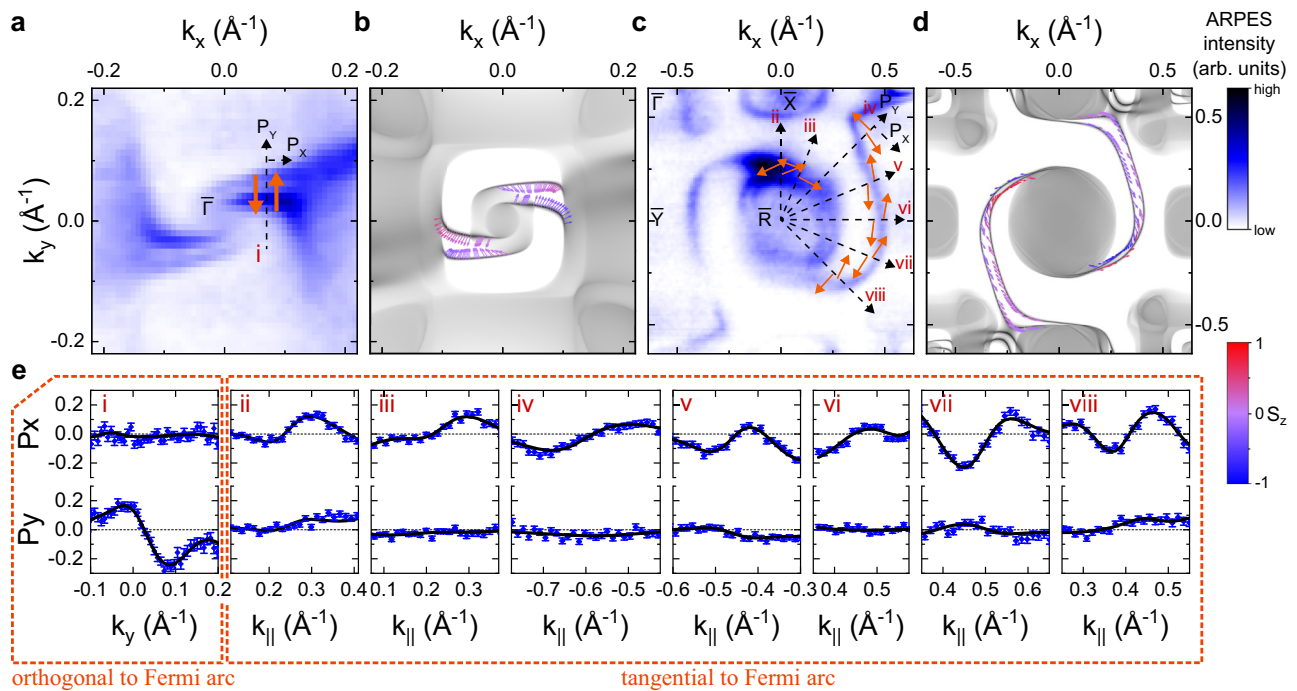 a
b
c
d
k_x (Å⁻¹)
k_x (Å⁻¹)
k_x (Å⁻¹)
k_x (Å⁻¹)
ARPES
intensity
(arb. units)
-0.2 0.0 0.2
-0.2 0.0 0.2
-0.5 0.0 0.5
-0.5 0.0 0.5
high
low
k_y (Å⁻¹)
0.2
0.0
-0.2
P_Y
P_X
Γ̅
i
Γ̅
X̅
Y̅
R̅
P_Y
P_X
ii
iii
iv
v
vi
vii
viii
0.5
0.0
-0.5
k_y (Å⁻¹)
1
0 S_z
-1
e
i
ii
iii
iv
v
vi
vii
viii
Px
0.2
0.0
-0.2
Py
0.2
0.0
-0.2
-0.1 0.0 0.1 0.2
0.2 0.3 0.4
0.1 0.2 0.3
-0.7 -0.6 -0.5
-0.6 -0.5 -0.4 -0.3
0.4 0.5
0.4 0.5 0.6
0.3 0.4 0.5
k_y (Å⁻¹)
k_|| (Å⁻¹)
k_|| (Å⁻¹)
k_|| (Å⁻¹)
k_|| (Å⁻¹)
k_|| (Å⁻¹)
k_|| (Å⁻¹)
k_|| (Å⁻¹)
orthogonal to Fermi arc
tangential to Fermi arc